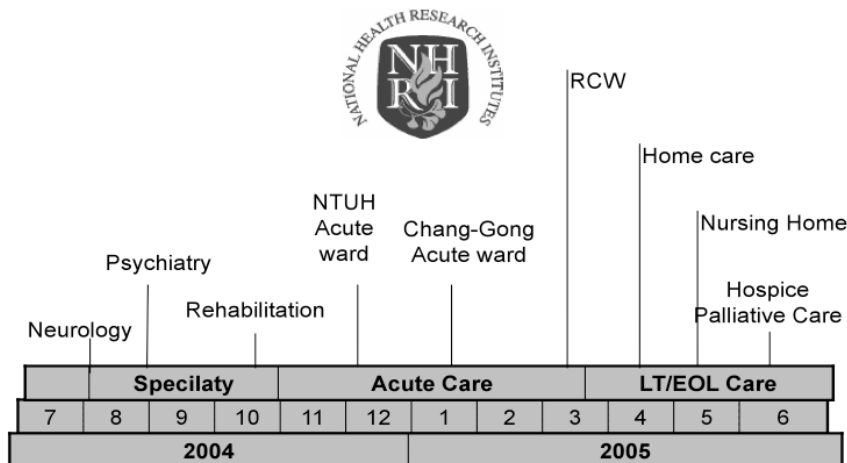 NATIONAL HEALTH RESEARCH INSTITUTES
NH
RI
RCW
Home care
NTUH
Acute
ward
Chang-Gong
Acute ward
Nursing Home
Psychiatry
Rehabilitation
Hospice
Palliative Care
Neurology
Specilaty
Acute Care
LT/EOL Care
7 8 9 10 11 12 1 2 3 4 5 6
2004 2005